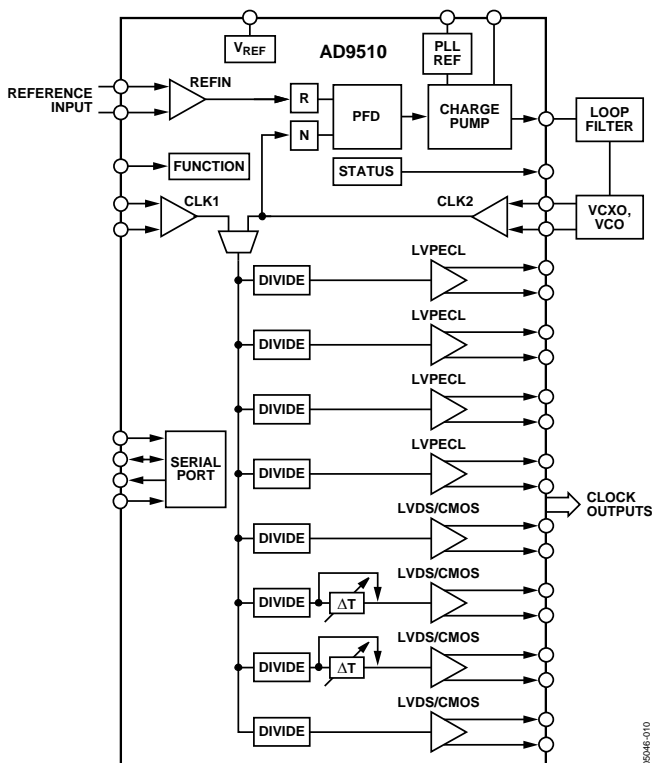 VREF
AD9510
PLL
REF
REFERENCE
INPUT
REFIN
R
PFD
CHARGE
PUMP
LOOP
FILTER
N
FUNCTION
STATUS
CLK1
CLK2
VCXO,
VCO
LVPECL
DIVIDE
LVPECL
DIVIDE
LVPECL
DIVIDE
LVPECL
DIVIDE
SERIAL
PORT
CLOCK
OUTPUTS
LVDS/CMOS
DIVIDE
LVDS/CMOS
DIVIDE
ΔT
LVDS/CMOS
DIVIDE
ΔT
LVDS/CMOS
DIVIDE
05046-010